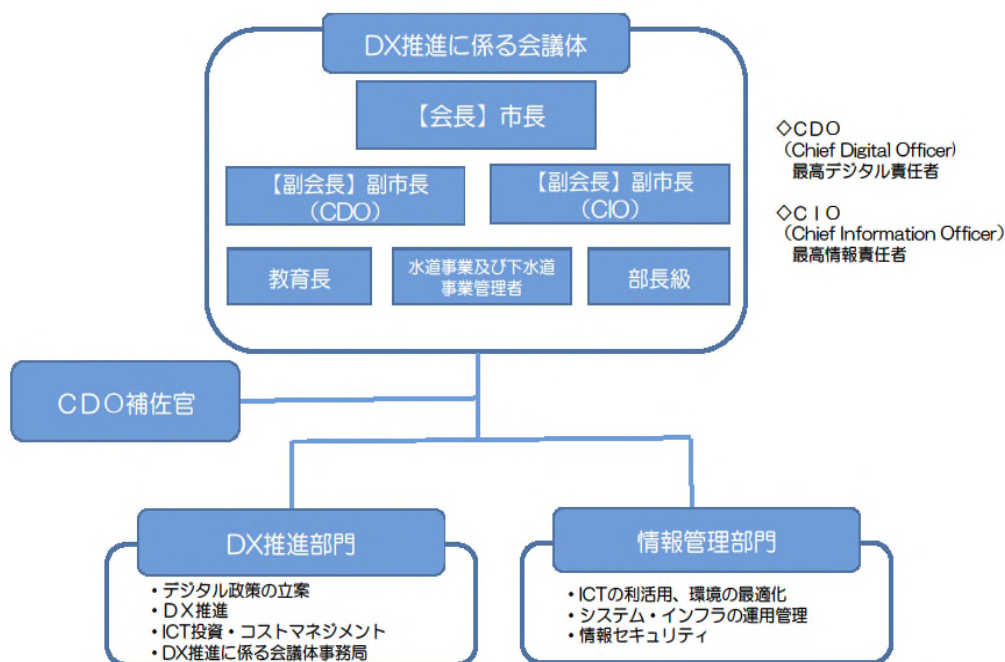 DX推進に係る会議体
【会長】市長
【副会長】副市長
(CDO)
【副会長】副市長
(CIO)
教育長
水道事業及び下水道
事業管理者
部長級
◇CDO
(Chief Digital Officer)
最高デジタル責任者
◇CIO
(Chief Information Officer)
最高情報責任者
CDO補佐官
DX推進部門
・デジタル政策の立案
・DX推進
・ICT投資・コストマネジメント
・DX推進に係る会議体事務局
情報管理部門
・ICTの利活用、環境の最適化
・システム・インフラの運用管理
・情報セキュリティ